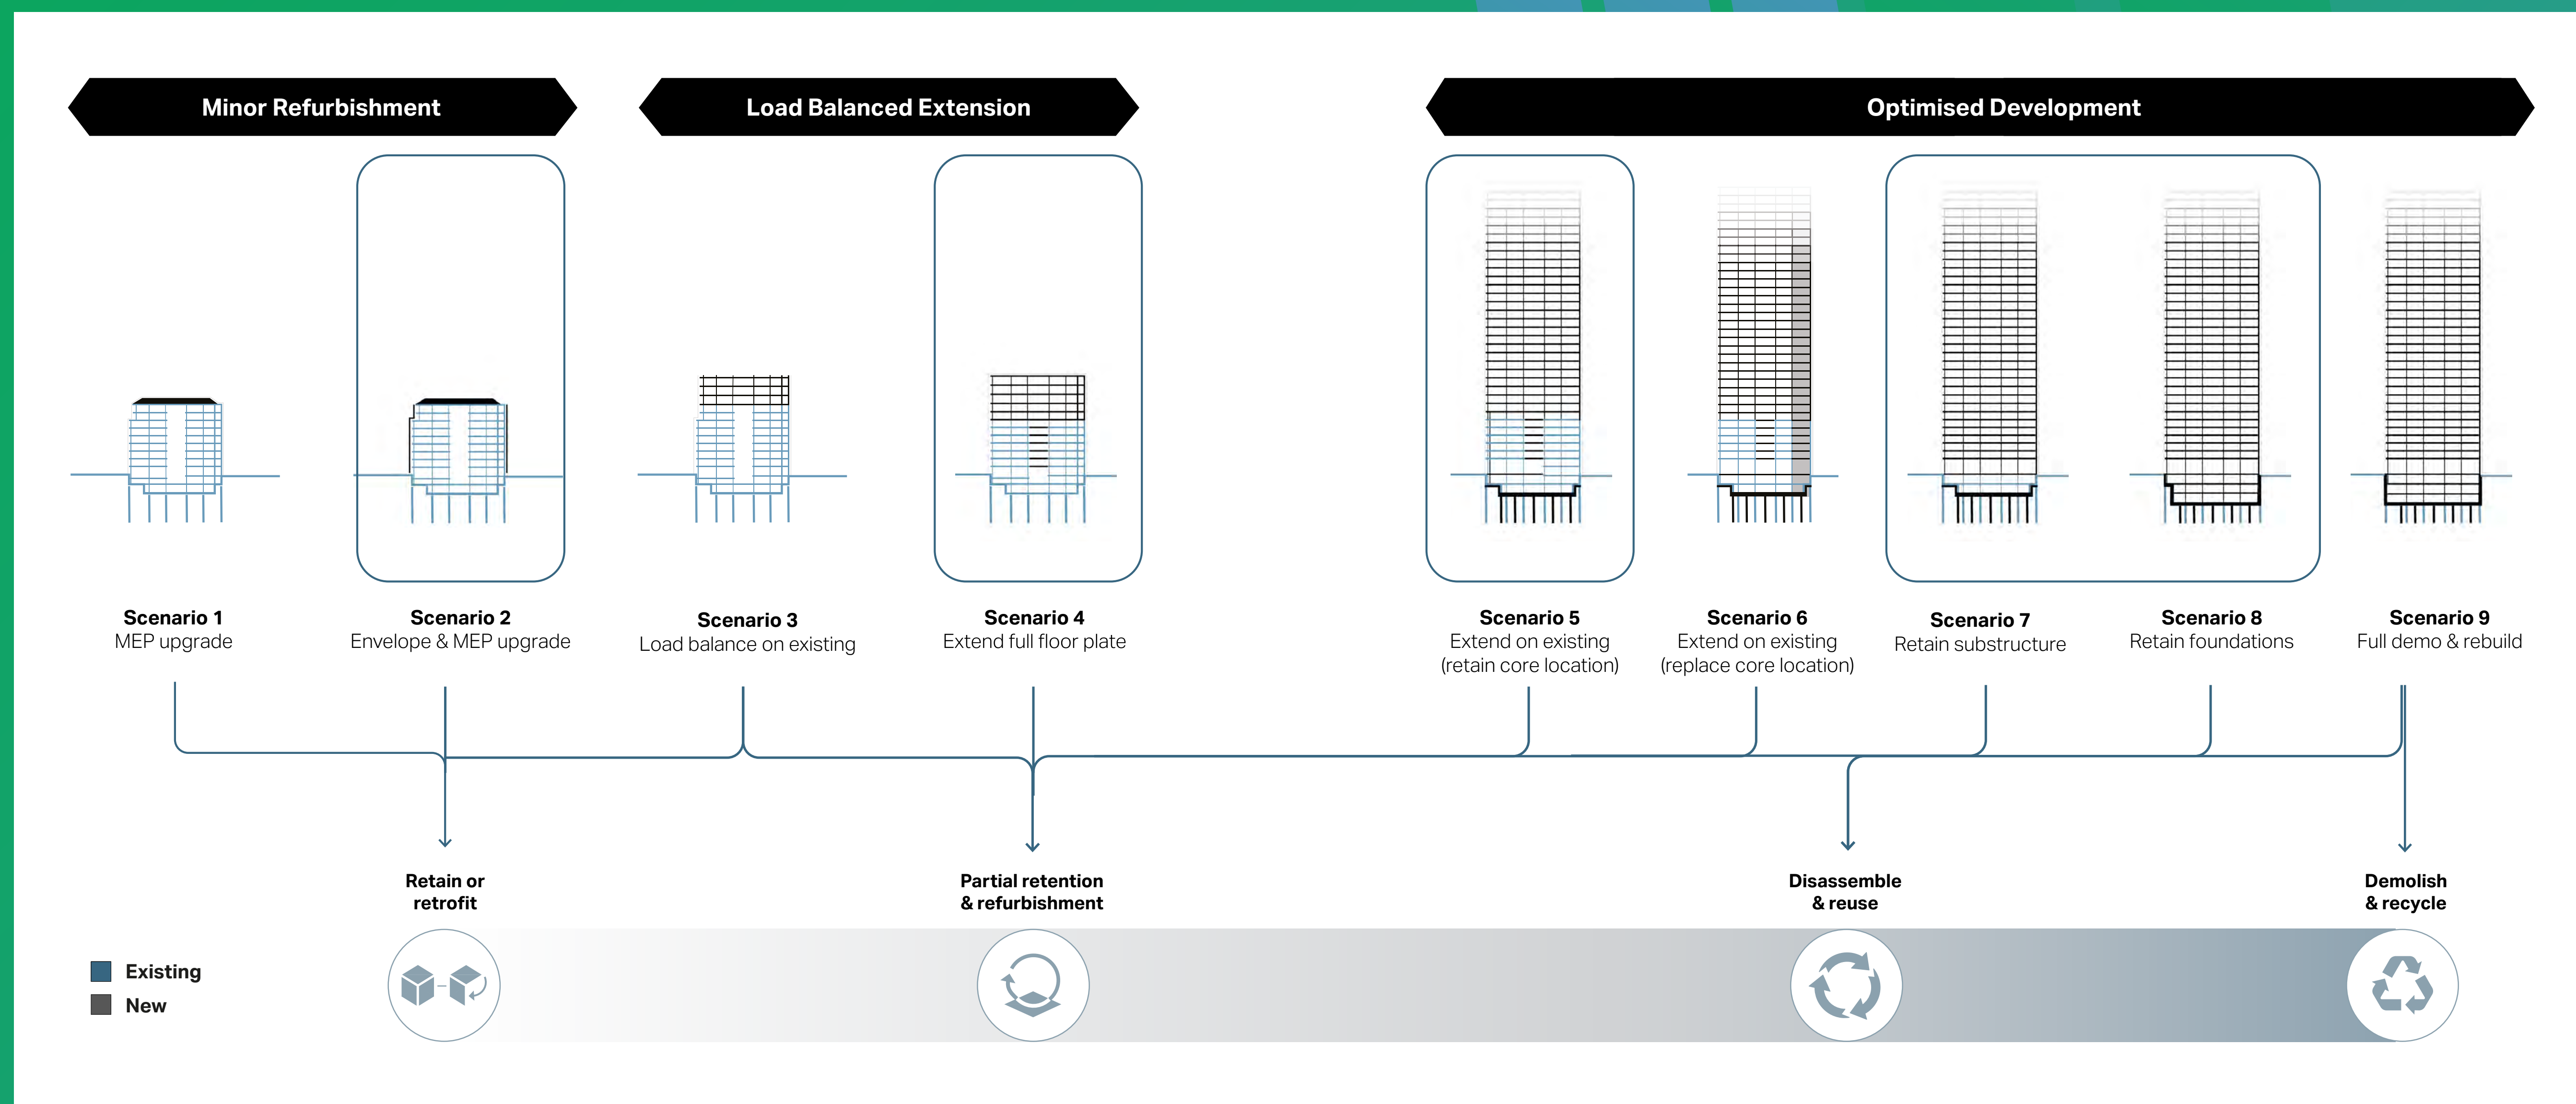 Minor Refurbishment
Load Balanced Extension
Optimised Development
Scenario 1
MEP upgrade
Scenario 2
Envelope & MEP upgrade
Scenario 3
Load balance on existing
Scenario 4
Extend full floor plate
Scenario 5
Extend on existing
(retain core location)
Scenario 6
Extend on existing
(replace core location)
Scenario 7
Retain substructure
Scenario 8
Retain foundations
Scenario 9
Full demo & rebuild
Retain or
retrofit
Partial retention
& refurbishment
Disassemble
& reuse
Demolish
& recycle
Existing
New